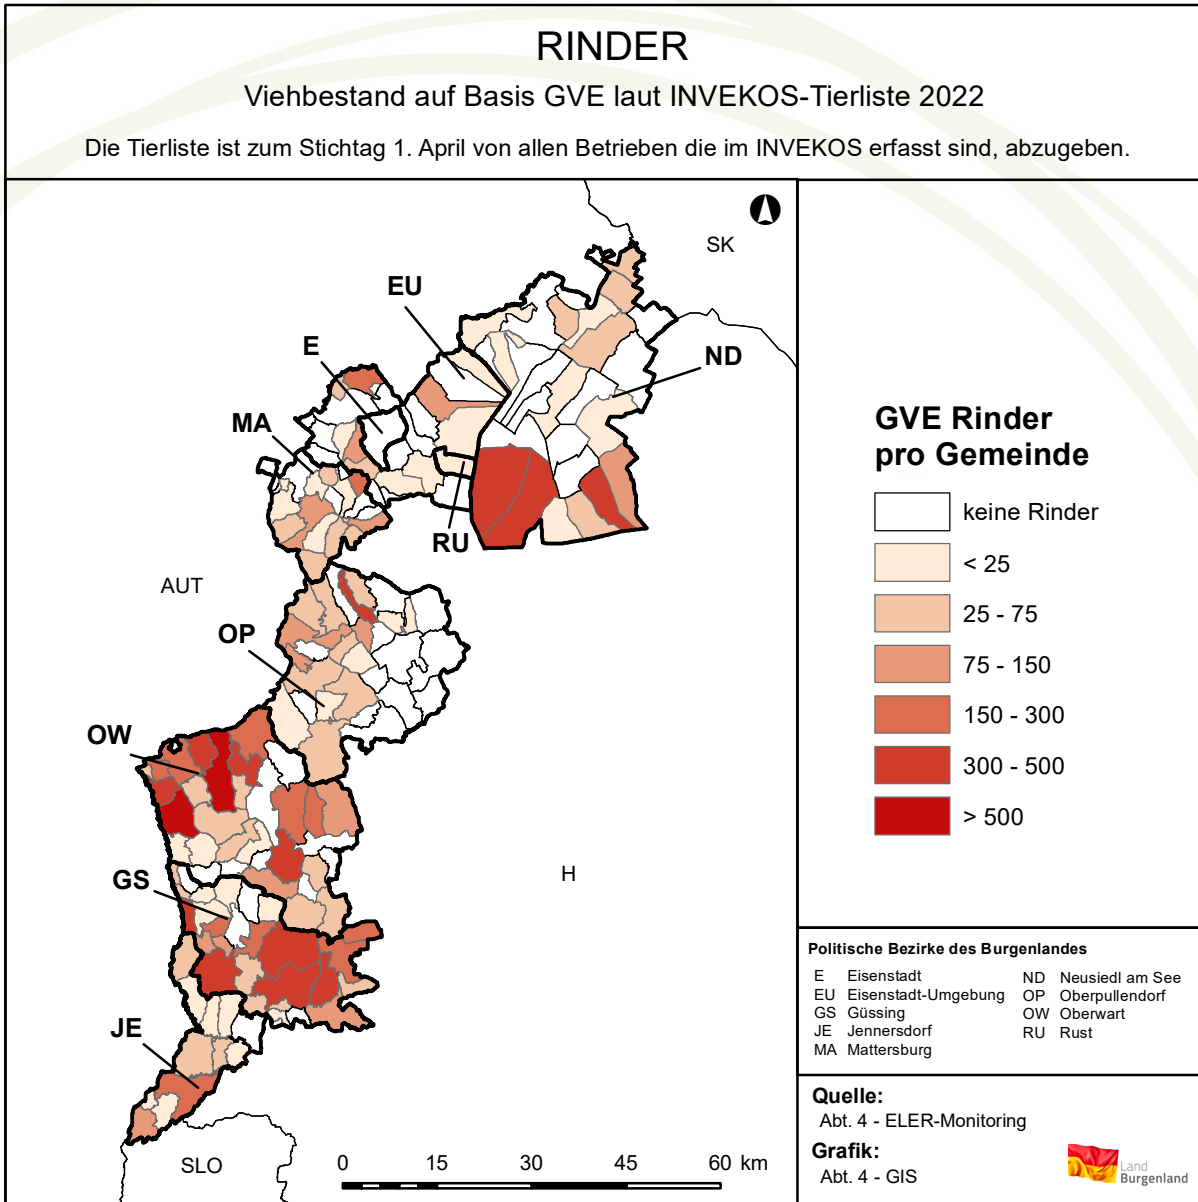 RINDER
Viehbestand auf Basis GVE laut INVEKOS-Tierliste 2022
Die Tierliste ist zum Stichtag 1. April von allen Betrieben die im INVEKOS erfasst sind, abzugeben.
SK
EU
E
ND
MA
RU
AUT
OP
OW
H
GS
JE
SLO
0 15 30 45 60 km
GVE Rinder
pro Gemeinde
keine Rinder
< 25
25 - 75
75 - 150
150 - 300
300 - 500
> 500
Politische Bezirke des Burgenlandes
E Eisenstadt
EU Eisenstadt-Umgebung
GS Güssing
JE Jennersdorf
MA Mattersburg
ND Neusiedl am See
OP Oberpullendorf
OW Oberwart
RU Rust
Quelle:
Abt. 4 - ELER-Monitoring
Grafik:
Abt. 4 - GIS
Land
Burgenland